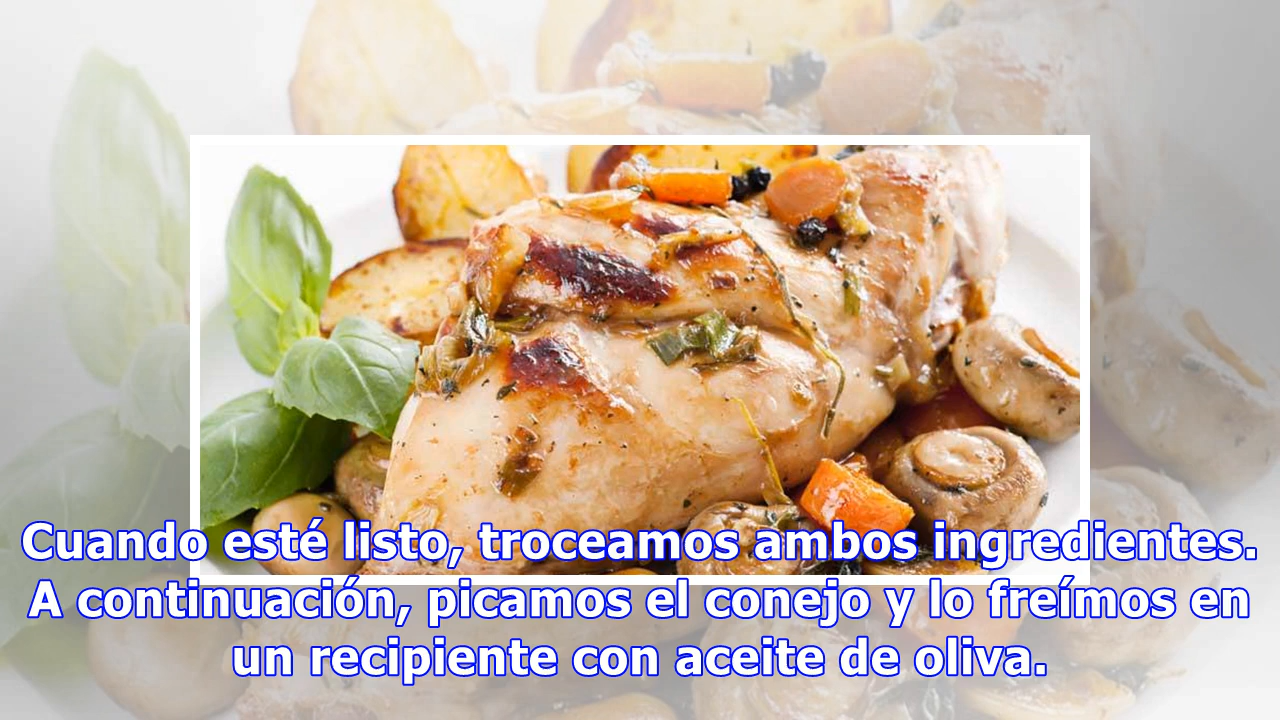 Cuando esté listo, troceamos ambos ingredientes.
A continuación, picamos el conejo y lo freímos en
un recipiente con aceite de oliva.